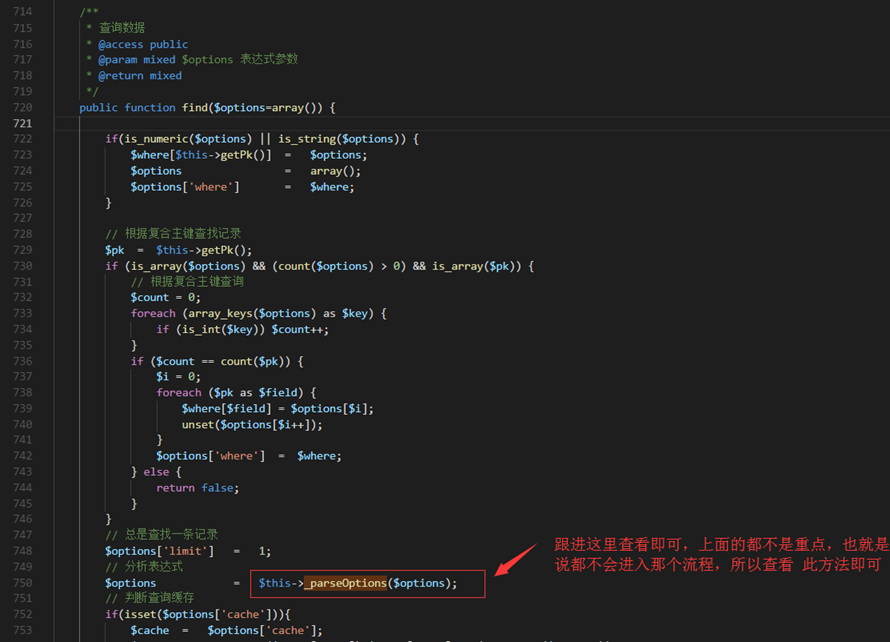 714 /**
715 * 查询数据
716 * @access public
717 * @param mixed $options 表达式参数
718 * @return mixed
719 */
720 public function find($options=array()) {
721
722 if(is_numeric($options) || is_string($options)) {
723 $where[$this->getPk()] = $options;
724 $options = array();
725 $options['where'] = $where;
726 }
727
728 // 根据复合主键查找记录
729 $pk = $this->getPk();
730 if (is_array($options) && (count($options) > 0) && is_array($pk)) {
731 // 根据复合主键查询
732 $count = 0;
733 foreach (array_keys($options) as $key) {
734 if (is_int($key)) $count++;
735 }
736 if ($count == count($pk)) {
737 $i = 0;
738 foreach ($pk as $field) {
739 $where[$field] = $options[$i];
740 unset($options[$i++]);
741 }
742 $options['where'] = $where;
743 } else {
744 return false;
745 }
746 }
747 // 总是查找一条记录
748 $options['limit'] = 1;
749 // 分析表达式
750 $options = $this->_parseOptions($options);
751 // 判断查询缓存
752 if(isset($options['cache'])){
753 $cache = $options['cache'];
跟进这里查看即可，上面的都不是重点，也就是
说都不会进入那个流程，所以查看 此方法即可